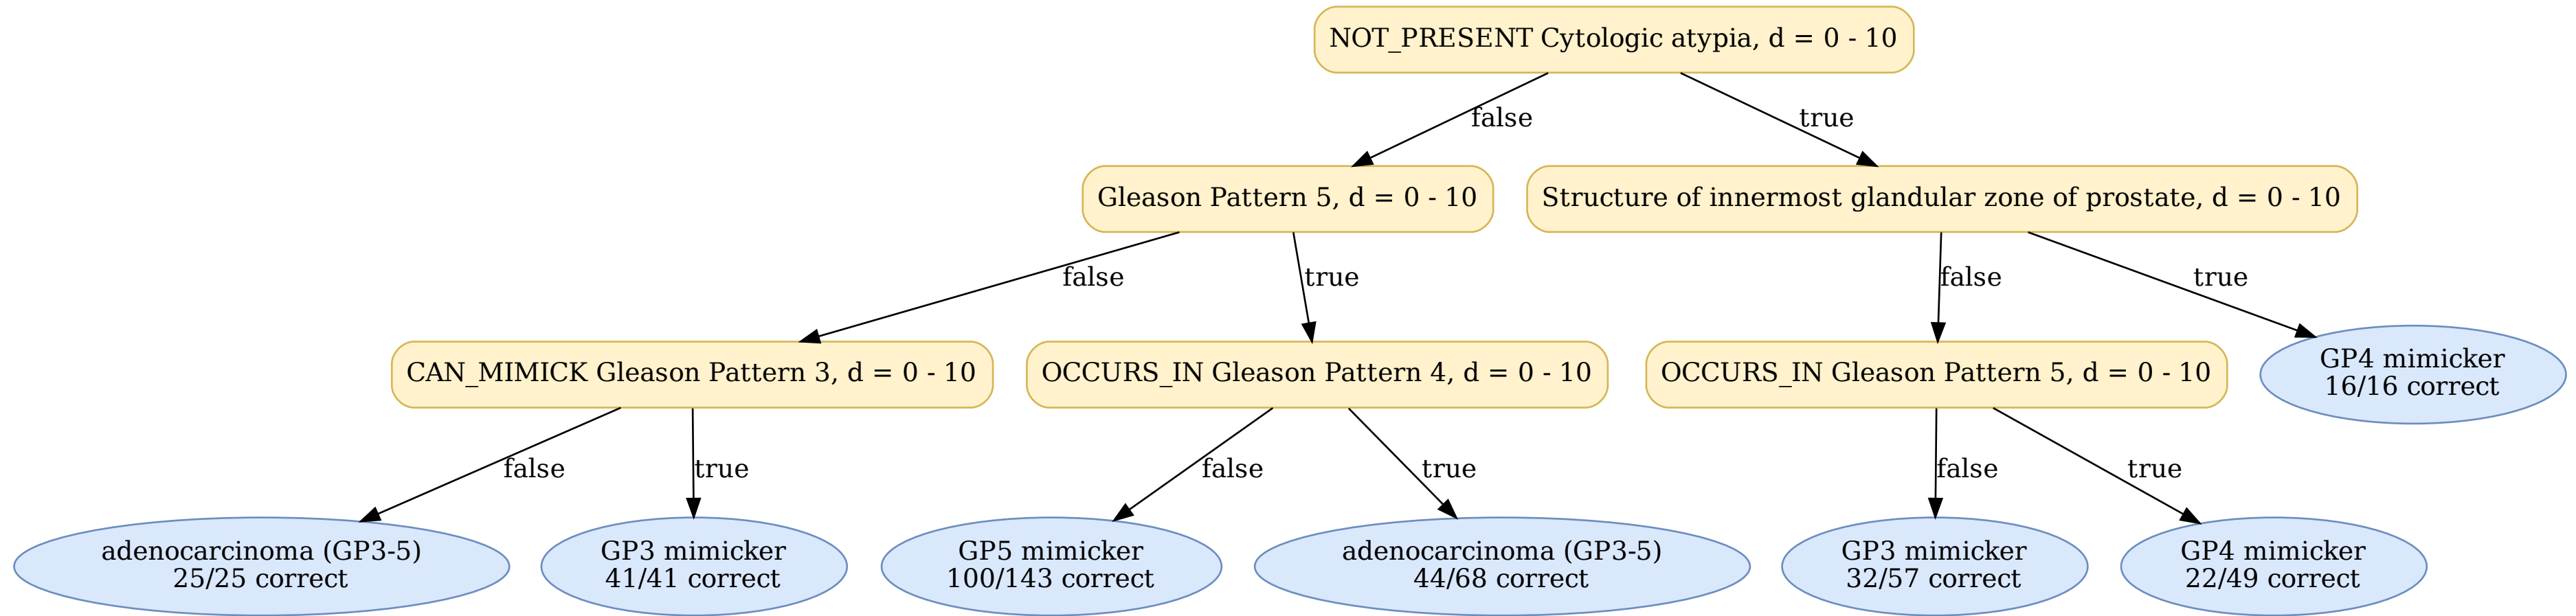 NOT_PRESENT Cytologic atypia, d = 0 - 10
false
true
Gleason Pattern 5, d = 0 - 10
Structure of innermost glandular zone of prostate, d = 0 - 10
false
true
false
true
CAN_MIMICK Gleason Pattern 3, d = 0 - 10
OCCURS_IN Gleason Pattern 4, d = 0 - 10
OCCURS_IN Gleason Pattern 5, d = 0 - 10
GP4 mimicker
16/16 correct
false
true
false
true
false
true
adenocarcinoma (GP3-5)
25/25 correct
GP3 mimicker
41/41 correct
GP5 mimicker
100/143 correct
adenocarcinoma (GP3-5)
44/68 correct
GP3 mimicker
32/57 correct
GP4 mimicker
22/49 correct